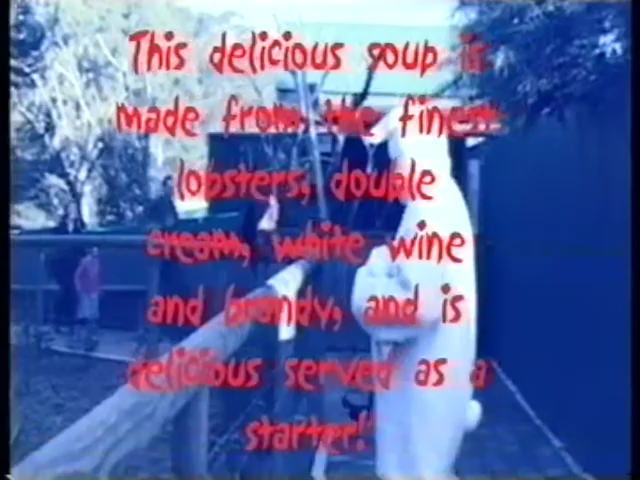 This delicious soup is
made from the finest
lobsters, double
cream, white wine
and brandy, and is
delicious served as a
starter!